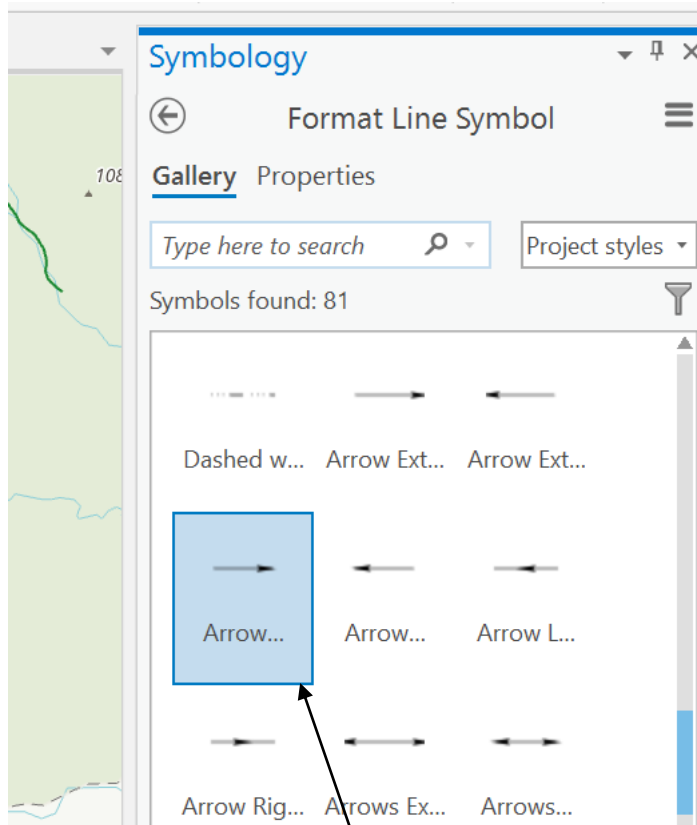 Symbology
Format Line Symbol
108
Gallery Properties
Type here to search
Project styles
Symbols found: 81
Dashed w... Arrow Ext... Arrow Ext...
Arrow... Arrow... Arrow L...
Arrow Rig... Arrows Ex... Arrows...